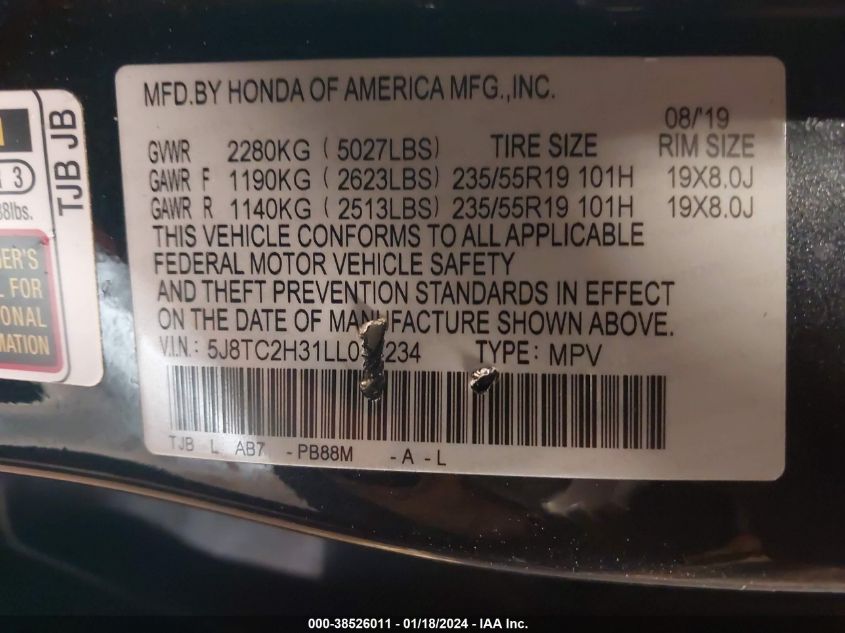 MFD.BY HONDA OF AMERICA MFG.,INC.
08/'19
GVWR 2280KG ( 5027LBS) TIRE SIZE RIM SIZE
GAWR F 1190KG ( 2623LBS) 235/55R19 101H 19X8.0J
GAWR R 1140KG ( 2513LBS) 235/55R19 101H 19X8.0J
THIS VEHICLE CONFORMS TO ALL APPLICABLE
FEDERAL MOTOR VEHICLE SAFETY
AND THEFT PREVENTION STANDARDS IN EFFECT
ON THE DATE OF MANUFACTURE SHOWN ABOVE.
V.I.N.: TYPE: MPV
TJB L AB7 -PB88M -A -L
TJB JB
3
lbs.
FOR
000-38526011 - 01/18/2024 - IAA Inc.